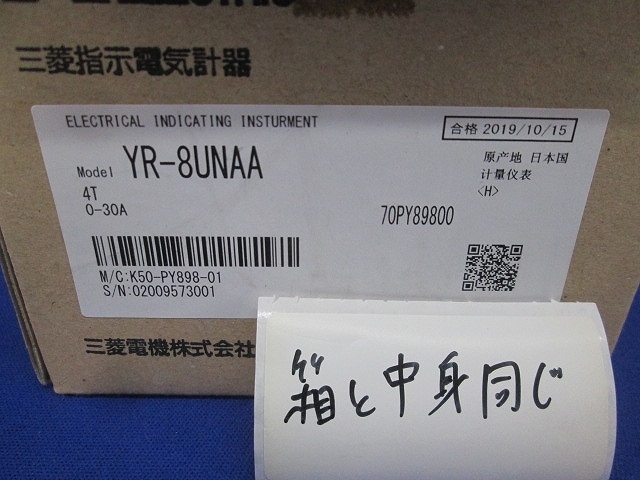 三菱指示電気計器
ELECTRICAL INDICATING INSTURMENT
合格 2019/10/15
Model YR-8UNAA
原产地 日本国
计量仪表
<H>
4T
0-30A
70PY89800
M/C:K50-PY898-01
S/N:02009573001
三菱電機株式会社
箱と中身同じ